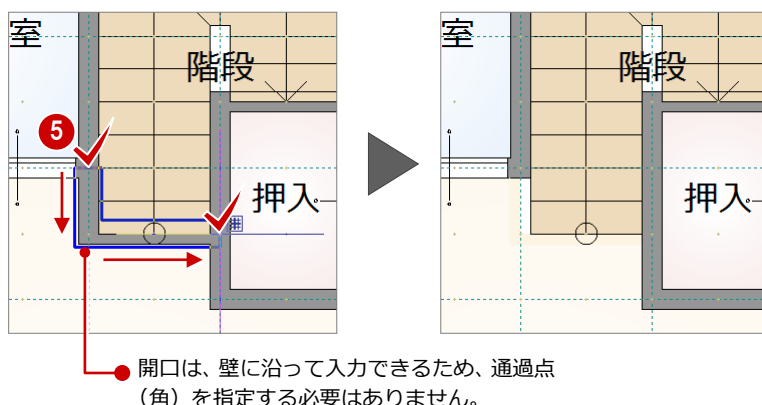 室
階段
5
押入
室
階段
押入
開口は、壁に沿って入力できるため、通過点
（角）を指定する必要はありません。